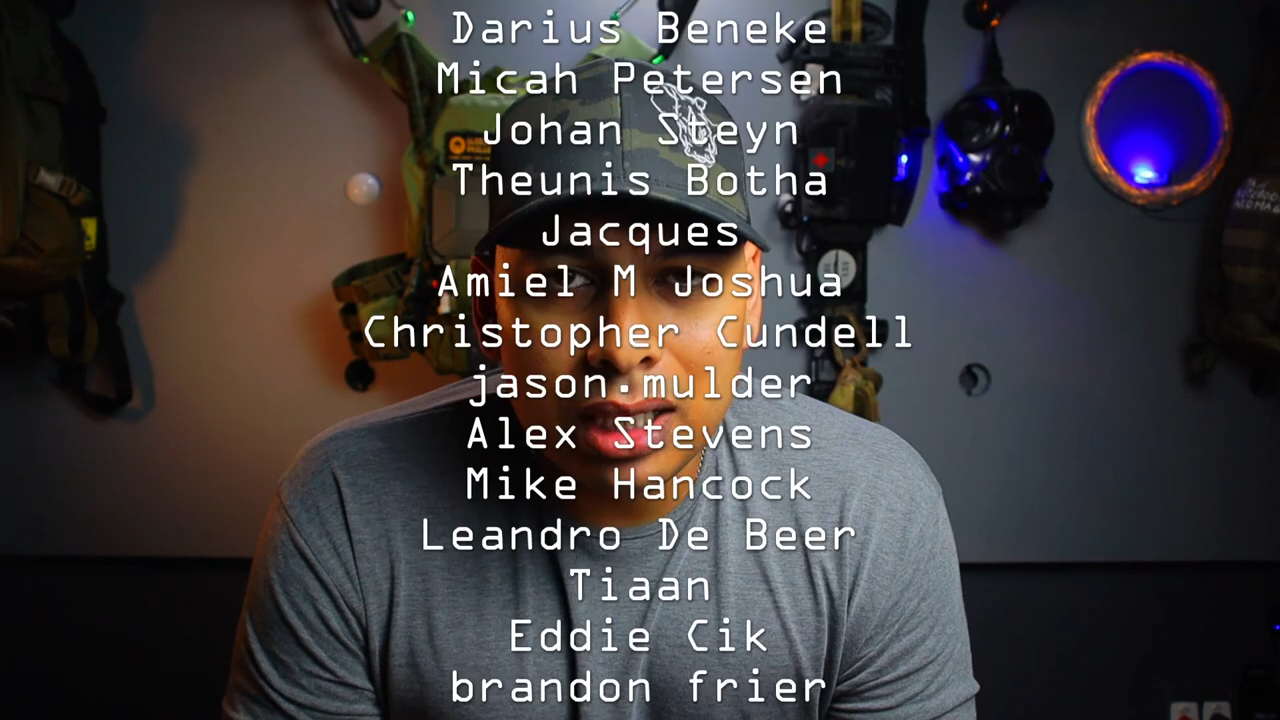 Darius Beneke
Micah Petersen
Johan Steyn
Theunis Botha
Jacques
Amiel M Joshua
Christopher Cundell
jason.mulder
Alex Stevens
Mike Hancock
Leandro De Beer
Tiaan
Eddie Cik
brandon frier